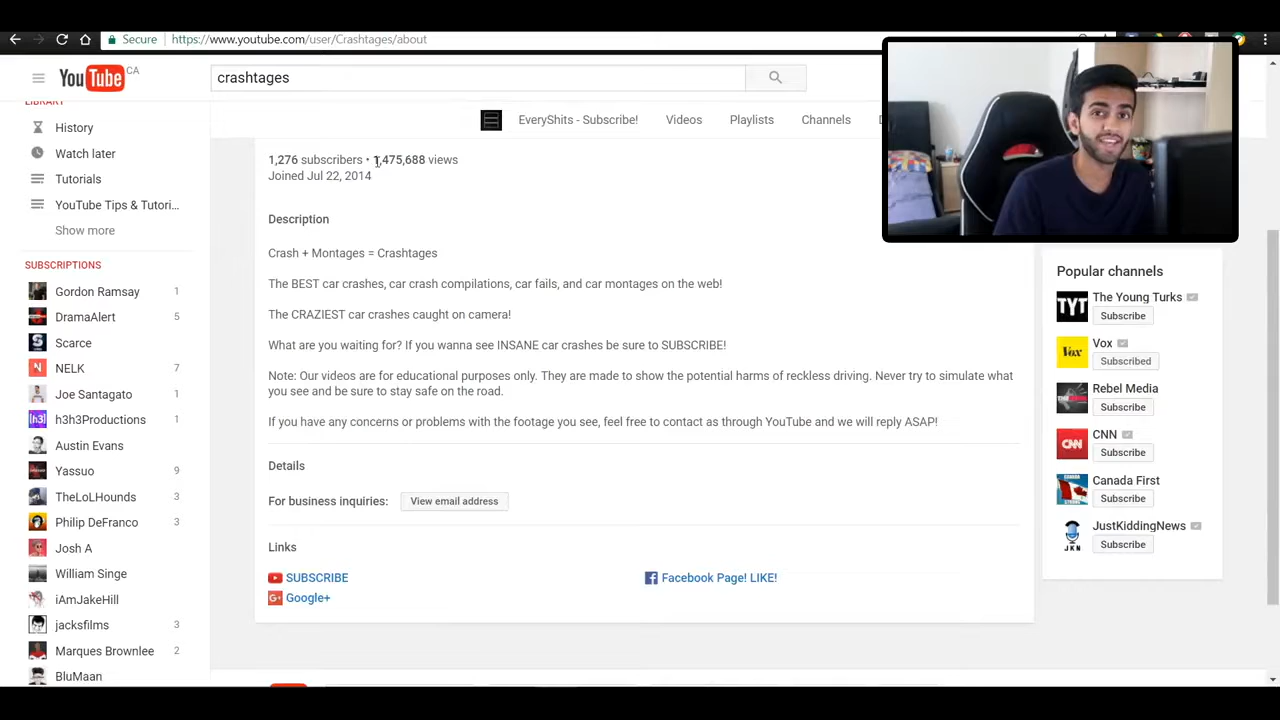 Secure
https://www.youtube.com/user/Crashtages/about
YouTube CA
crashtages
LIBRARY
History
Watch later
Tutorials
YouTube Tips & Tutori...
Show more
SUBSCRIPTIONS
Gordon Ramsay 1
DramaAlert 5
Scarce
NELK 7
Joe Santagato 1
h3h3Productions 1
Austin Evans
Yassuo 9
TheLoLHounds 3
Philip DeFranco 3
Josh A
William Singe
iAmJakeHill
jacksfilms 3
Marques Brownlee 2
BluMaan
EveryShits - Subscribe! Videos Playlists Channels
1,276 subscribers • 1,475,688 views
Joined Jul 22, 2014
Description
Crash + Montages = Crashtages
The BEST car crashes, car crash compilations, car fails, and car montages on the web!
The CRAZIEST car crashes caught on camera!
What are you waiting for? If you wanna see INSANE car crashes be sure to SUBSCRIBE!
Note: Our videos are for educational purposes only. They are made to show the potential harms of reckless driving. Never try to simulate what
you see and be sure to stay safe on the road.
If you have any concerns or problems with the footage you see, feel free to contact as through YouTube and we will reply ASAP!
Details
For business inquiries: View email address
Links
SUBSCRIBE
Facebook Page! LIKE!
Google+
Popular channels
TYT
The Young Turks
Subscribe
Vox
Vox
Subscribed
Rebel Media
Subscribe
CNN
CNN
Subscribe
Canada First
Subscribe
JKN
JustKiddingNews
Subscribe